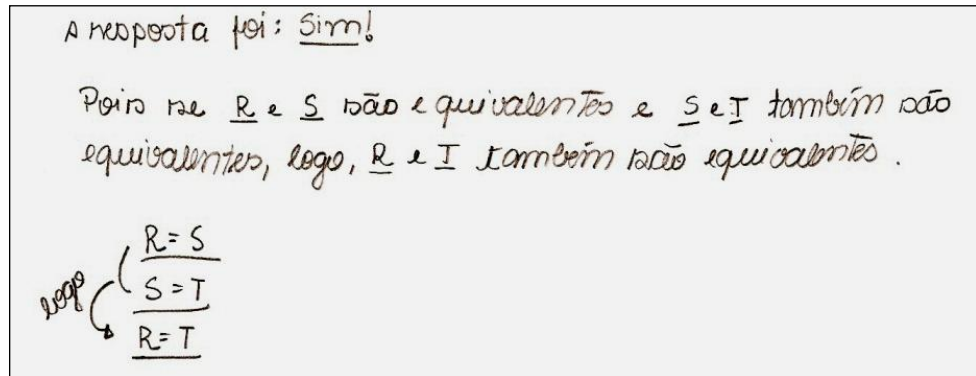 A resposta foi: Sim!
Pois se R e S são equivalentes e S e T também são
equivalentes, logo, R e T também são equivalentes.
R = S
logo
S = T
R = T